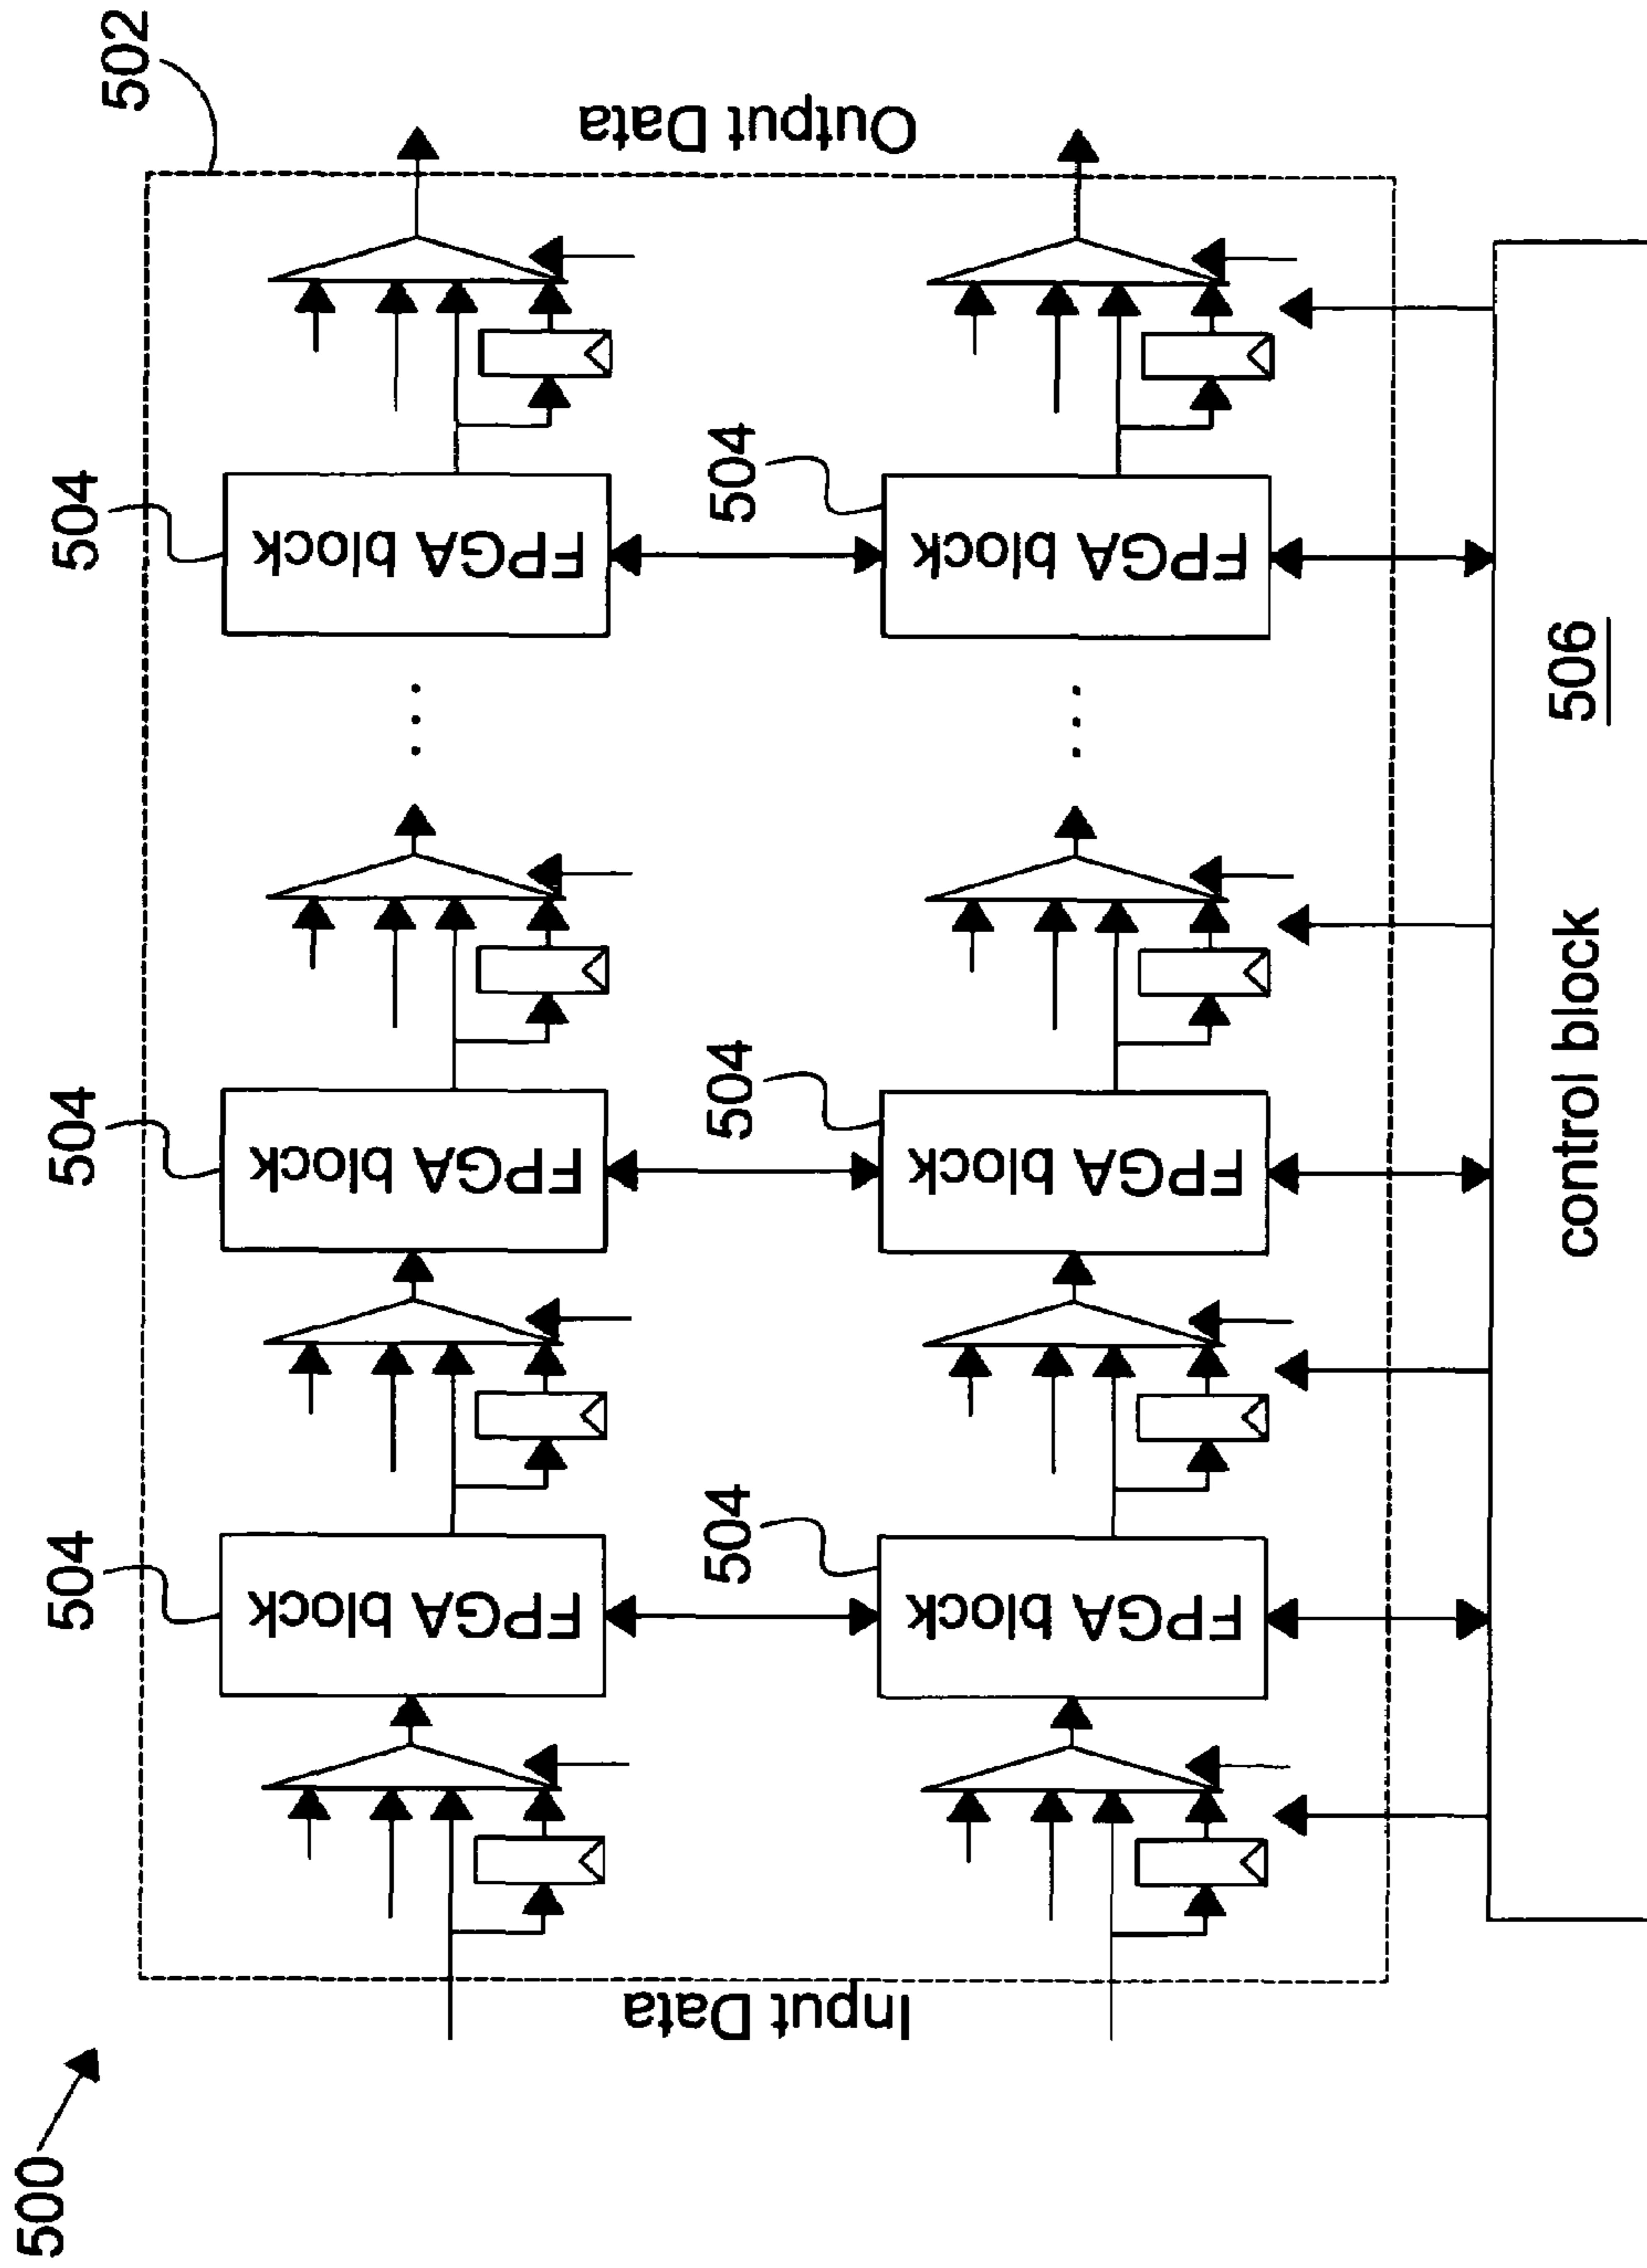 500
502
504
504
504
Input Data
FPGA block
FPGA block
FPGA block
. . .
Output Data
504
504
504
FPGA block
FPGA block
FPGA block
. . .
control block
506